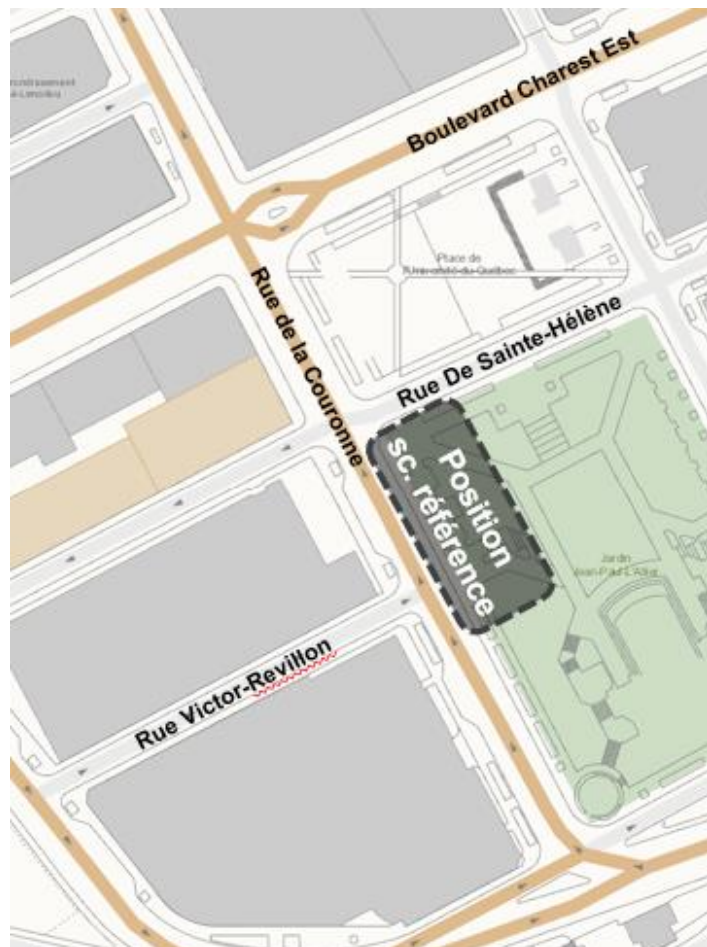 Boulevard Charest Est
Place de
l'Université-du-Québec
Rue de la Couronne
Rue De Sainte-Hélène
Position
sc. référence
Jardin
Jean-Paul-L'Allier
Rue Victor-Revillon